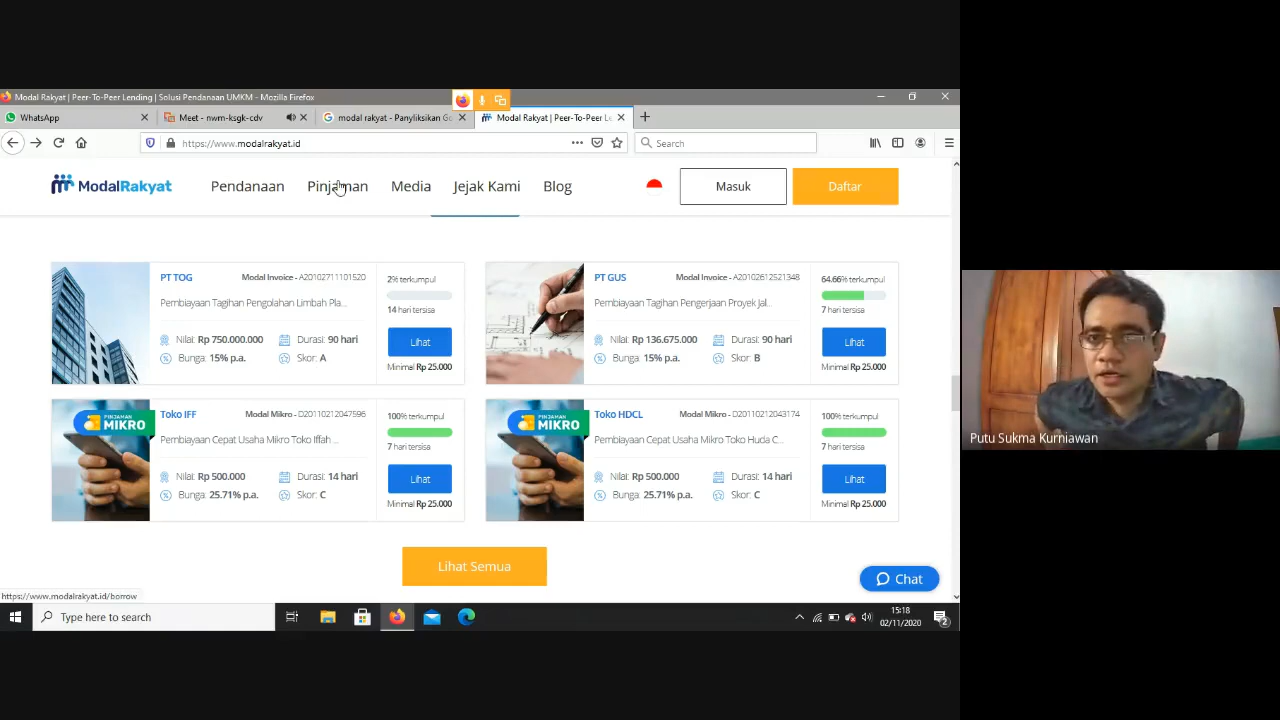 Modal Rakyat | Peer-To-Peer Lending | Solusi Pendanaan UMKM - Mozilla Firefox
WhatsApp
Meet - nwm-ksgk-cdv
modal rakyat - Panyliksikan Go
Modal Rakyat | Peer-To-Peer Le
https://www.modalrakyat.id
Search
ModalRakyat
Pendanaan
Pinjaman
Media
Jejak Kami
Blog
Masuk
Daftar
PT TOG
Modal Invoice - A20102711101520
Pembiayaan Tagihan Pengolahan Limbah Pla...
Nilai: Rp 750.000.000
Durasi: 90 hari
Bunga: 15% p.a.
Skor: A
2% terkumpul
14 hari tersisa
Lihat
Minimal Rp 25.000
PT GUS
Modal Invoice - A20102612521348
Pembiayaan Tagihan Pengerjaan Proyek Jal...
Nilai: Rp 136.675.000
Durasi: 90 hari
Bunga: 15% p.a.
Skor: B
64.66% terkumpul
7 hari tersisa
Lihat
Minimal Rp 25.000
PINJAMAN
MIKRO
Toko IFF
Modal Mikro - D20110212047596
Pembiayaan Cepat Usaha Mikro Toko Iffah ...
Nilai: Rp 500.000
Durasi: 14 hari
Bunga: 25.71% p.a.
Skor: C
100% terkumpul
7 hari tersisa
Lihat
Minimal Rp 25.000
PINJAMAN
MIKRO
Toko HDCL
Modal Mikro - D20110212043174
Pembiayaan Cepat Usaha Mikro Toko Huda C...
Nilai: Rp 500.000
Durasi: 14 hari
Bunga: 25.71% p.a.
Skor: C
100% terkumpul
7 hari tersisa
Lihat
Minimal Rp 25.000
Lihat Semua
Chat
https://www.modalrakyat.id/borrow
Type here to search
15:18
02/11/2020
2
Putu Sukma Kurniawan